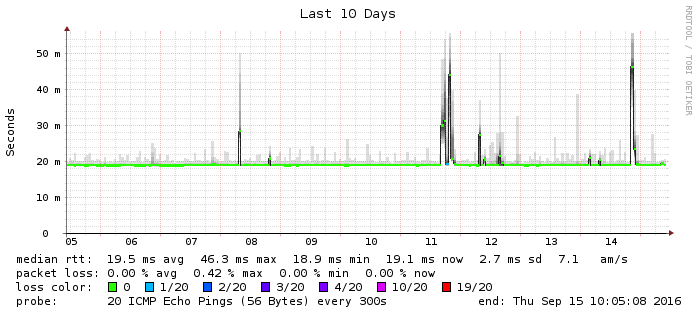 Last 10 Days
RRDTOOL / TOBI OETIKER
Seconds
50 m
40 m
30 m
20 m
10 m
0
05 06 07 08 09 10 11 12 13 14
median rtt: 19.5 ms avg 46.3 ms max 18.9 ms min 19.1 ms now 2.7 ms sd 7.1 am/s
packet loss: 0.00 % avg 0.42 % max 0.00 % min 0.00 % now
loss color: 0 1/20 2/20 3/20 4/20 10/20 19/20
probe: 20 ICMP Echo Pings (56 Bytes) every 300s end: Thu Sep 15 10:05:08 2016